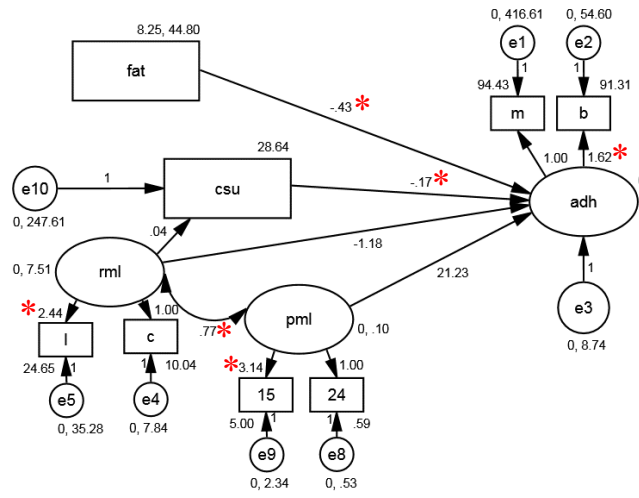 0, 416.61
0, 54.60
e1
e2
8.25, 44.80
1
1
fat
94.43
m
b
91.31
-.43*
28.64
1.00
1.62*
e10
1
csu
-.17*
adh
0, 247.61
.04
-1.18
0, 7.51
rml
21.23
1
e3
*2.44
1.00
.77*
pml
0, .10
0, 8.74
l
c
24.65
1
1
10.04
*3.14
1.00
e5
e4
15
24
0, 35.28
0, 7.84
5.00
1
1
.59
e9
e8
0, 2.34
0, .53